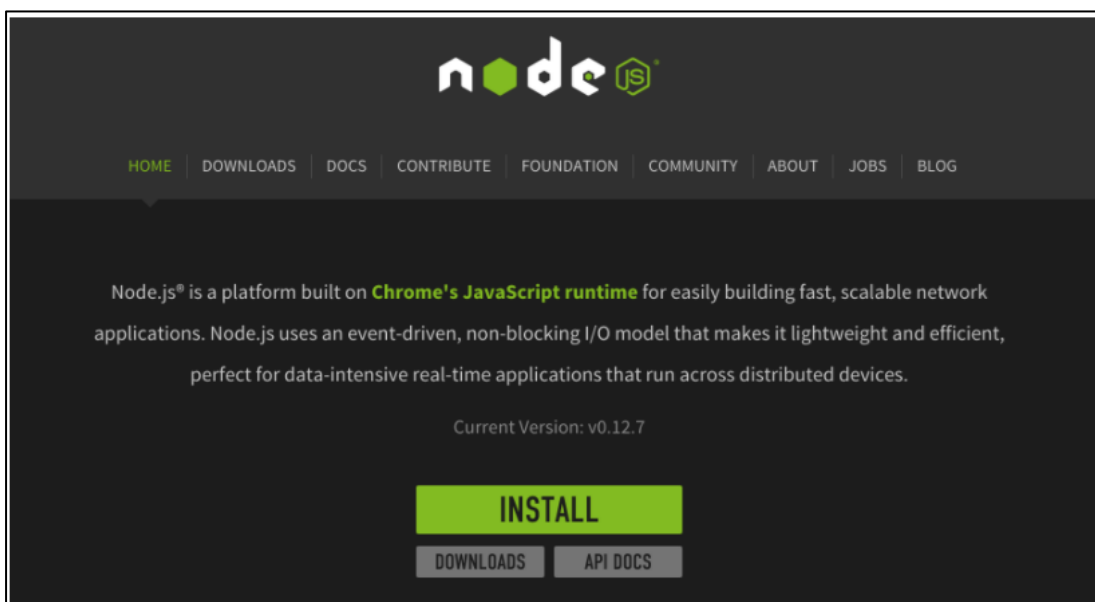 node JS
HOME DOWNLOADS DOCS CONTRIBUTE FOUNDATION COMMUNITY ABOUT JOBS BLOG
Node.js® is a platform built on Chrome's JavaScript runtime for easily building fast, scalable network
applications. Node.js uses an event-driven, non-blocking I/O model that makes it lightweight and efficient,
perfect for data-intensive real-time applications that run across distributed devices.
Current Version: v0.12.7
INSTALL
DOWNLOADS API DOCS